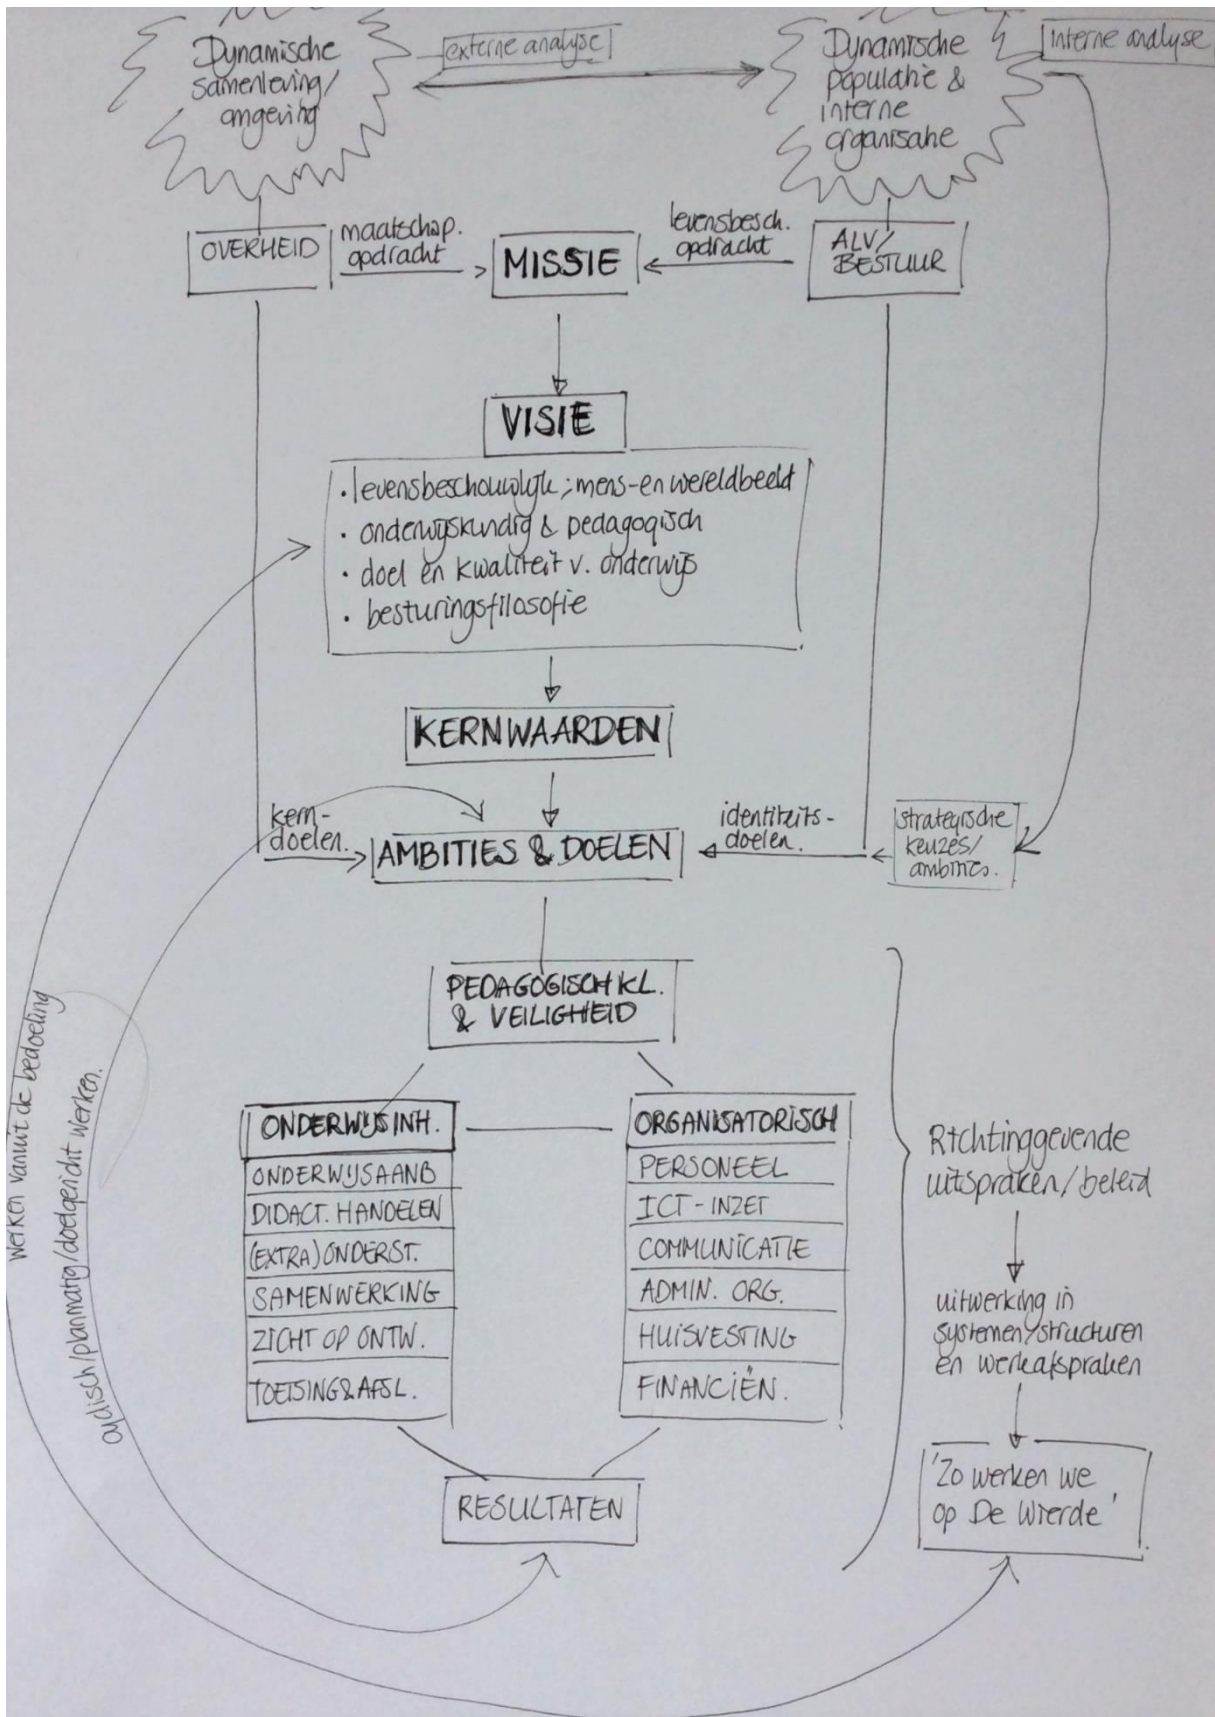 Dynamische
samenleving/
omgeving
externe analyse
Dynamische
populatie &
interne
organisatie
interne analyse
OVERHEID
maatschap.
opdracht
MISSIE
levensbesch.
opdracht
ALV/
BESTUUR
VISIE
· levensbeschouwlijk; mens-en wereldbeeld
· onderwijskundig & pedagogisch
· doel en kwaliteit v. onderwijs
· besturingsfilosofie
KERNWAARDEN
kern-
doelen.
AMBITIES & DOELEN
identiteits-
doelen.
strategische
keuzes/
ambities.
PEDAGOGISCH KL.
& VEILIGHEID
ONDERWIJSINH.
ONDERWIJSAANB
DIDACT. HANDELEN
(EXTRA) ONDERST.
SAMENWERKING
ZICHT OP ONTW.
TOETSING & AFSL.
ORGANISATORISCH
PERSONEEL
ICT-INZET
COMMUNICATIE
ADMIN. ORG.
HUISVESTING
FINANCIËN.
RESULTATEN
Richtinggevende
uitspraken/beleid
uitwerking in
systemen/structuren
en werkafspraken
'Zo werken we
op De Wierde'
werken vanuit de bedoeling
cyclisch/planmatig/doelgericht werken.